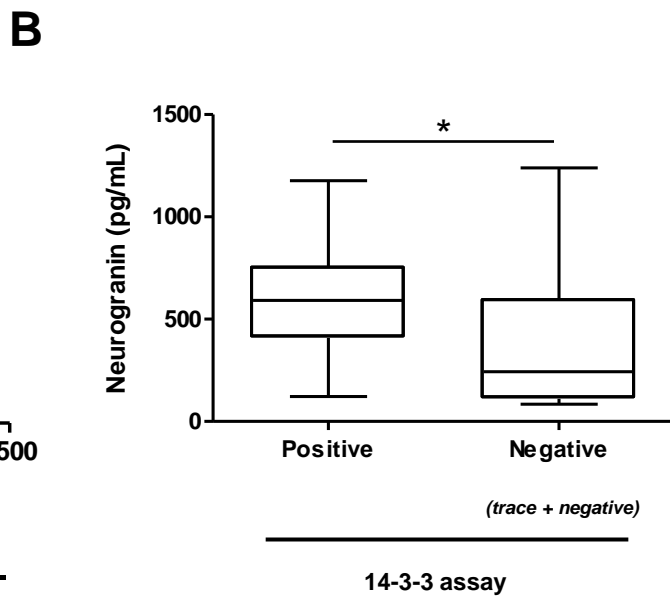 B
1500
*
1000
500
0
Neurogranin (pg/mL)
Positive Negative
500
(trace + negative)
14-3-3 assay